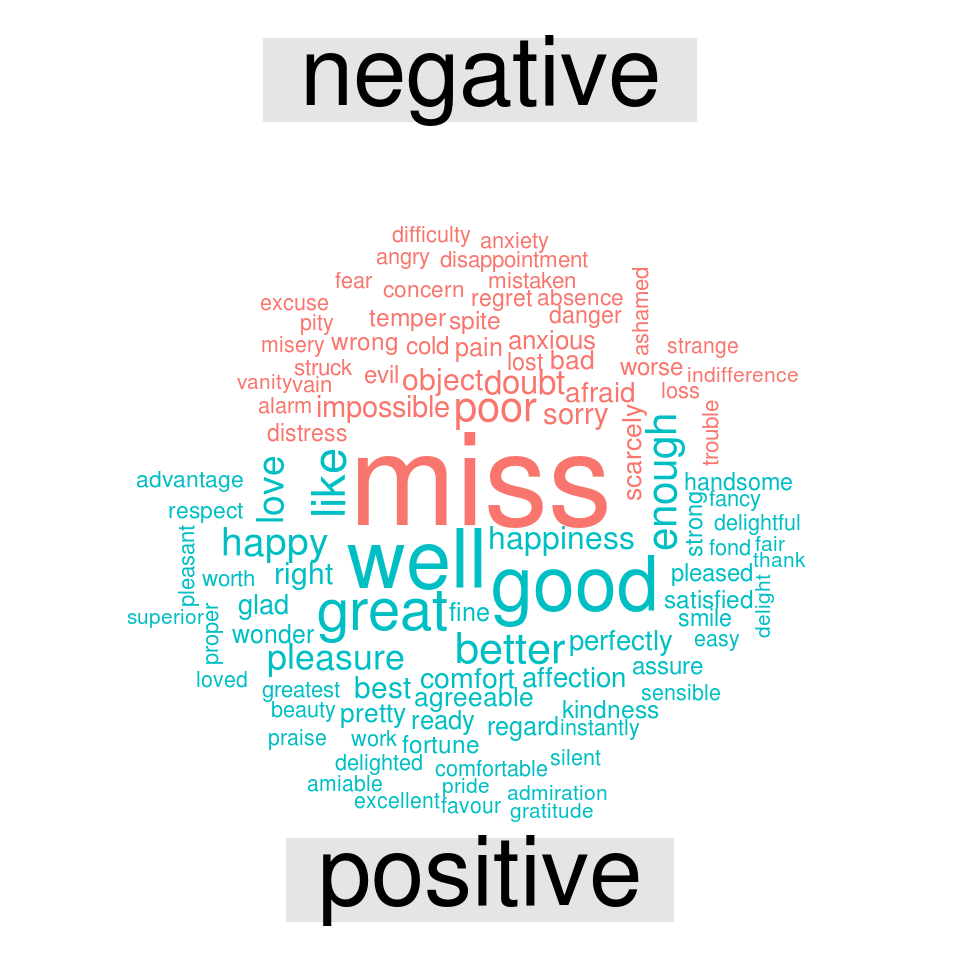 negative
difficulty
anxiety
angry
disappointment
fear
concern
mistaken
excuse
regret
absence
ashamed
pity
temper
spite
danger
misery
wrong
cold
pain
anxious
strange
struck
lost
bad
worse
indifference
vanity
vain
evil
object
doubt
afraid
loss
alarm
impossible
poor
sorry
scarcely
trouble
distress
miss
advantage
love
like
enough
handsome
respect
strong
fancy
delightful
happy
well
happiness
fond
fair
thank
pleasant
worth
right
good
pleased
delight
superior
proper
glad
great
fine
satisfied
smile
easy
wonder
better
perfectly
pleasure
assure
loved
greatest
best
comfort
affection
sensible
agreeable
beauty
pretty
ready
kindness
regard
instantly
praise
work
fortune
delighted
comfortable
silent
amiable
pride
admiration
excellent
favour
gratitude
positive